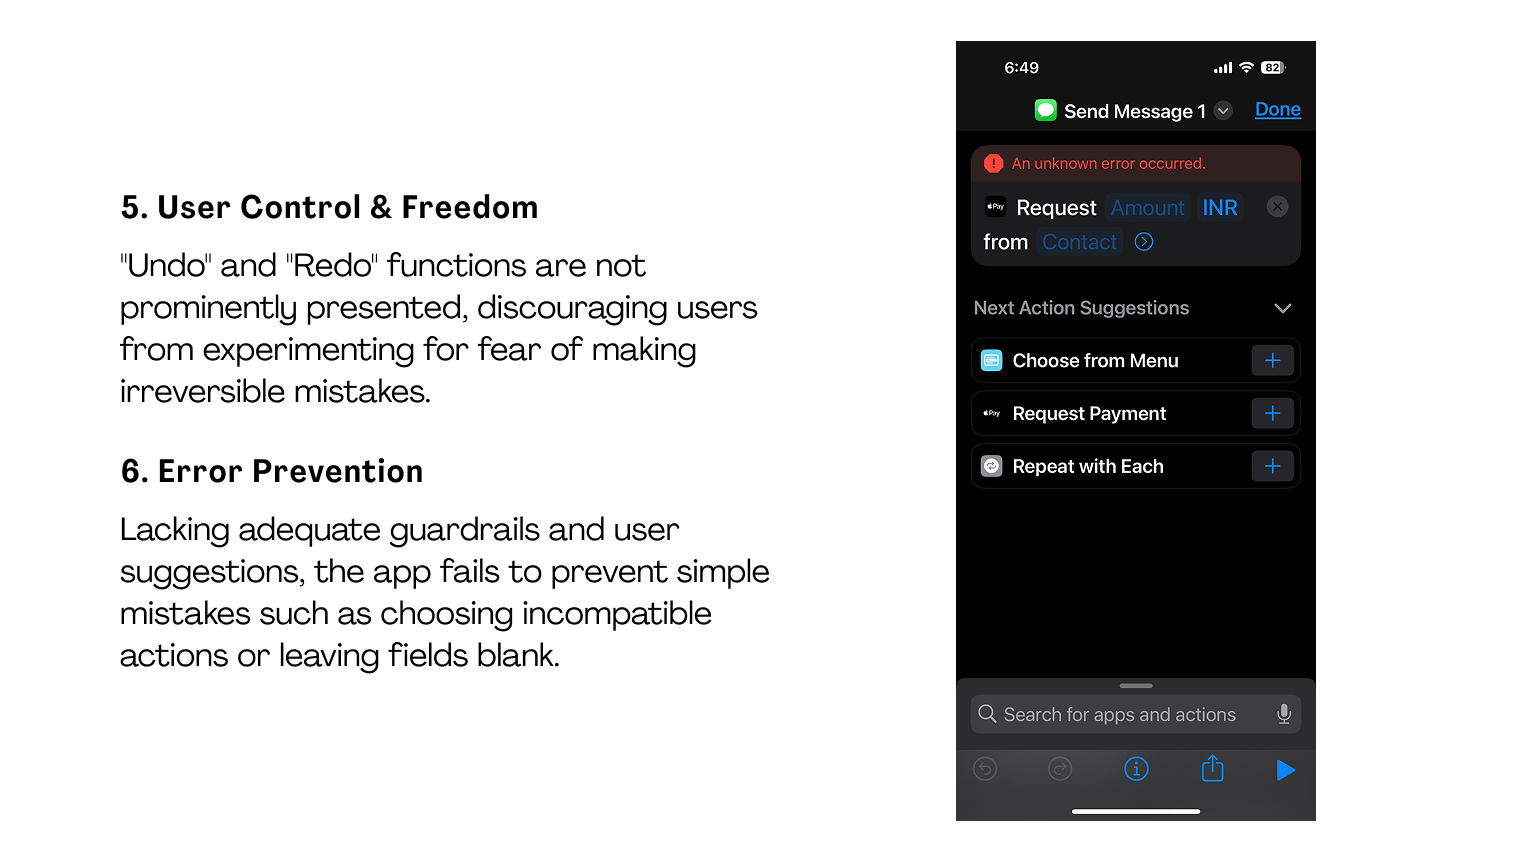 5. User Control & Freedom
"Undo" and "Redo" functions are not
prominently presented, discouraging users
from experimenting for fear of making
irreversible mistakes.
6. Error Prevention
Lacking adequate guardrails and user
suggestions, the app fails to prevent simple
mistakes such as choosing incompatible
actions or leaving fields blank.
6:49
82
Send Message 1
Done
An unknown error occurred.
Pay Request Amount INR
from Contact
Next Action Suggestions
Choose from Menu
Pay Request Payment
Repeat with Each
Search for apps and actions